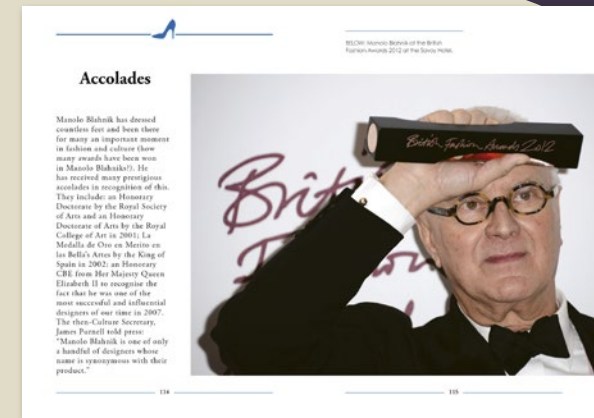 Accolades
Manolo Blahnik has dressed
countless feet and been there
for many an important moment
in fashion and culture (how
many awards have been won
in Manolo Blahniks?). He
has received many prestigious
accolades in recognition of this.
They include: an Honorary
Doctorate by the Royal Society
of Arts and an Honorary
Doctorate of Arts by the Royal
College of Art in 2001; La
Medalla de Oro en Merito en
las Bella's Artes by the King of
Spain in 2002; an Honorary
CBE from Her Majesty Queen
Elizabeth II to recognise the
fact that he was one of the
most successful and influential
designers of our time in 2007.
The then-Culture Secretary,
James Purnell told press:
"Manolo Blahnik is one of only
a handful of designers whose
name is synonymous with their
product."
114
BELOW: Manolo Blahnik at the British
Fashion Awards 2012 at the Savoy Hotel.
British Fashion Awards 2012
Brit
115